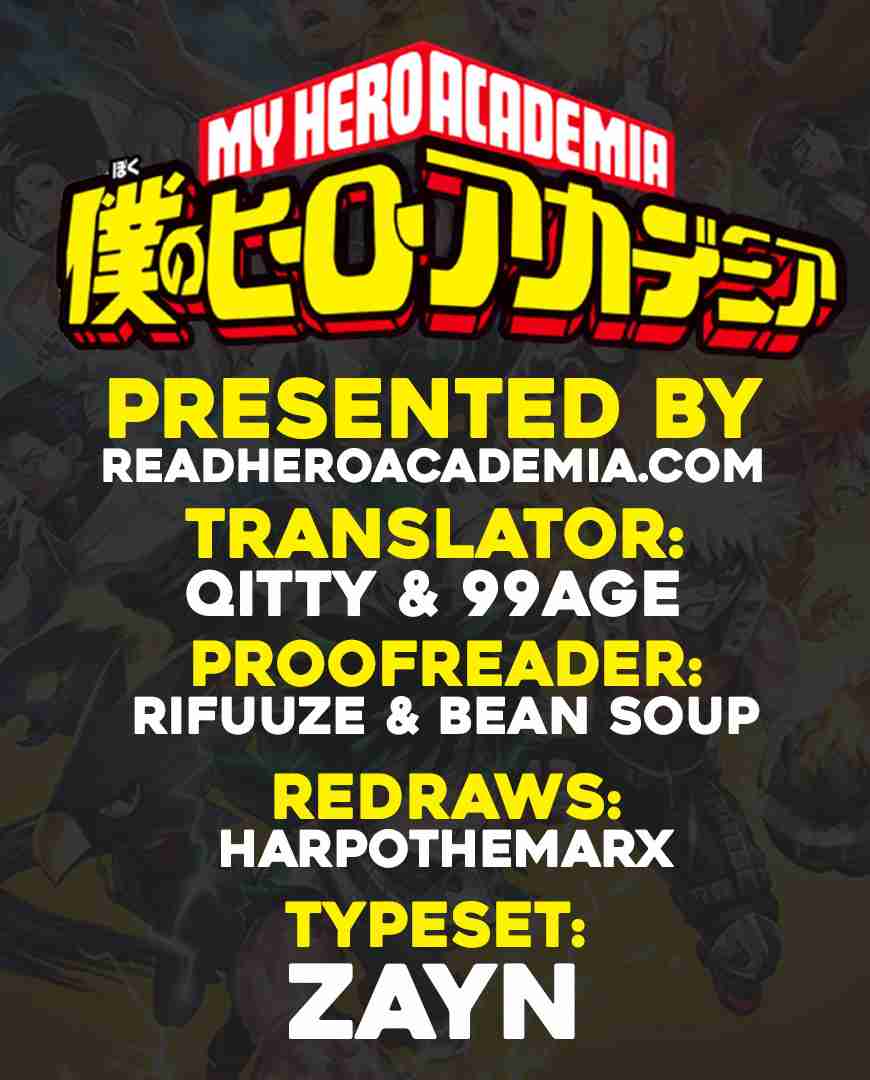 MY HERO ACADEMIA
ぼく
僕のヒーローアカデミア
PRESENTED BY
READHEROACADEMIA.COM
TRANSLATOR:
QITTY & 99AGE
PROOFREADER:
RIFUUZE & BEAN SOUP
REDRAWS:
HARPOTHEMARX
TYPESET:
ZAYN